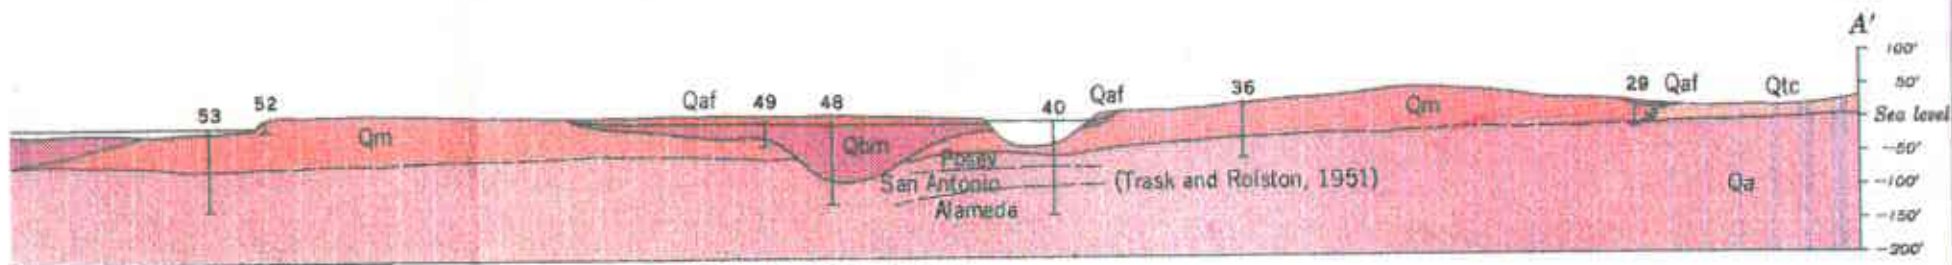 A'
100'
50'
Sea level
-50'
-100'
-150'
-200'
53
52
Qm
Qaf
49
48
Qbm
40
Qaf
36
Qm
29
Qaf
Qtc
Posey
San Antonio
Alameda
(Trask and Rolston, 1951)
Qa